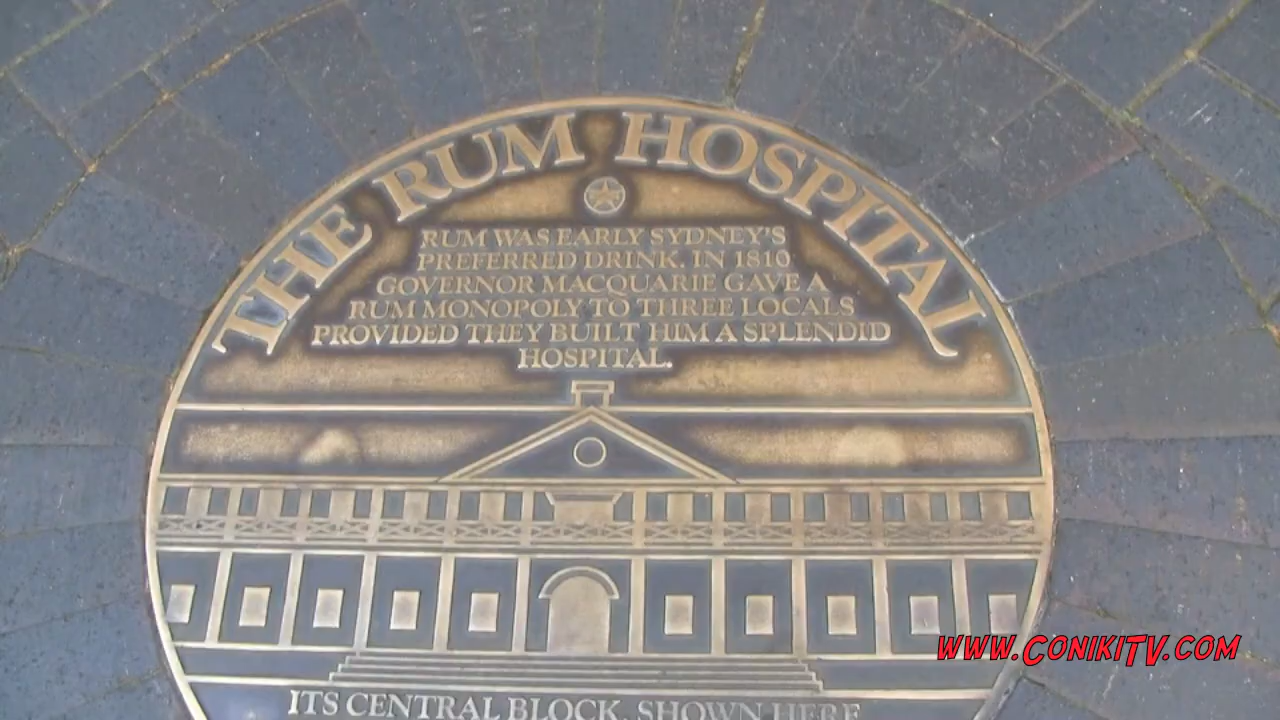 THE RUM HOSPITAL
RUM WAS EARLY SYDNEY'S
PREFERRED DRINK. IN 1810
GOVERNOR MACQUARIE GAVE A
RUM MONOPOLY TO THREE LOCALS
PROVIDED THEY BUILT HIM A SPLENDID
HOSPITAL.
ITS CENTRAL BLOCK, SHOWN HERE
WWW.CONIKITV.COM